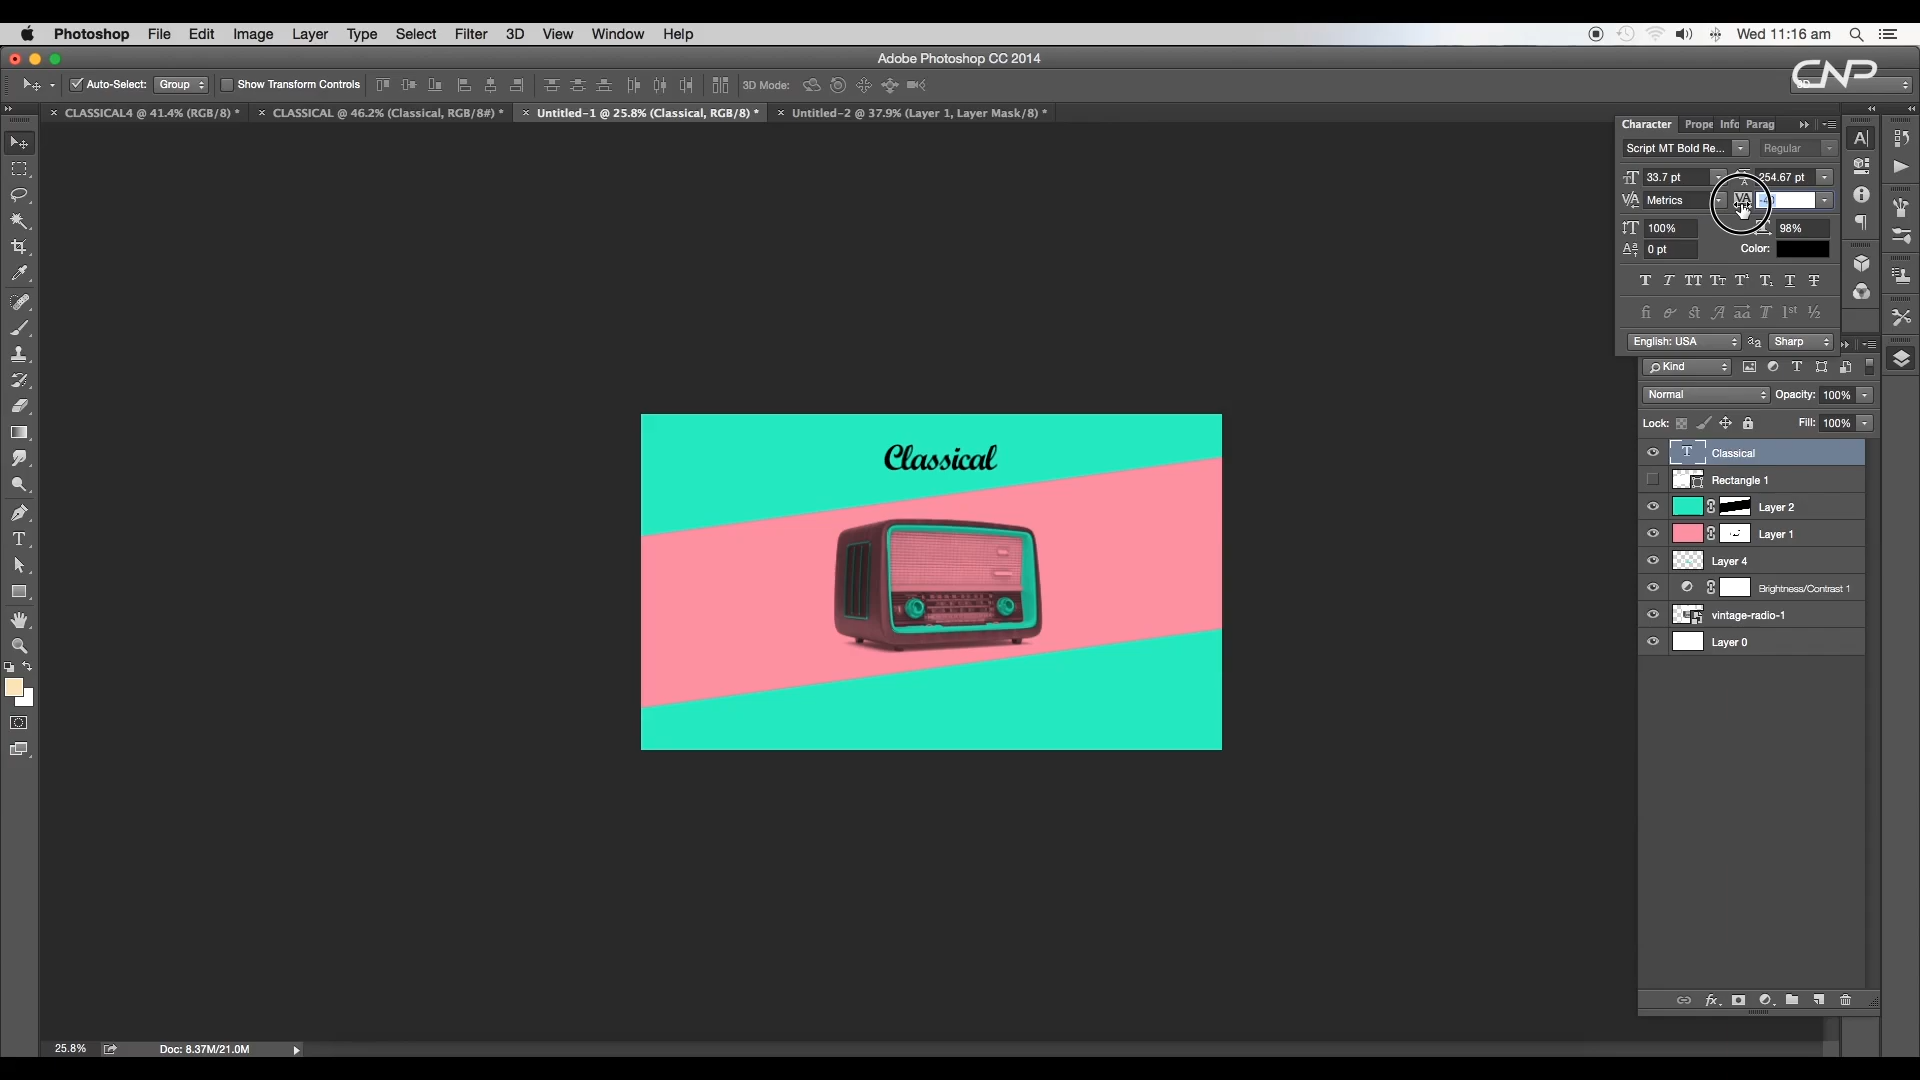 Photoshop File Edit Image Layer Type Select Filter 3D View Window Help Wed 11:16 am
Adobe Photoshop CC 2014
Auto-Select: Group Show Transform Controls 3D Mode:
CNP
CLASSICAL4 @ 41.4% (RGB/8) * CLASSICAL @ 46.2% (Classical, RGB/8#) * Untitled-1 @ 25.8% (Classical, RGB/8) * Untitled-2 @ 37.9% (Layer 1, Layer Mask/8) *
Character Prope Info Parag
Script MT Bold Re... Regular
33.7 pt 254.67 pt
Metrics
100% 98%
0 pt Color:
English: USA Sharp
Kind
Normal Opacity: 100%
Lock: Fill: 100%
Classical
Classical
Rectangle 1
Layer 2
Layer 1
Layer 4
Brightness/Contrast 1
vintage-radio-1
Layer 0
25.8% Doc: 8.37M/21.0M